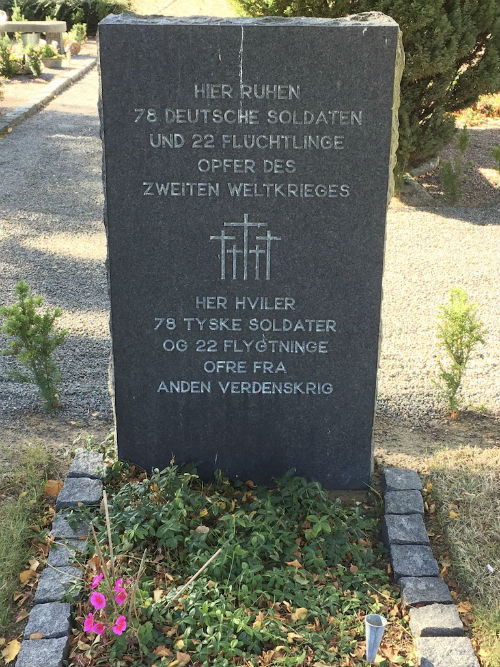 HIER RUHEN
78 DEUTSCHE SOLDATEN
UND 22 FLÜCHTLINGE
OPFER DES
ZWEITEN WELTKRIEGES
HER HVILER
78 TYSKE SOLDATER
OG 22 FLYGTNINGE
OFRE FRA
ANDEN VERDENSKRIG